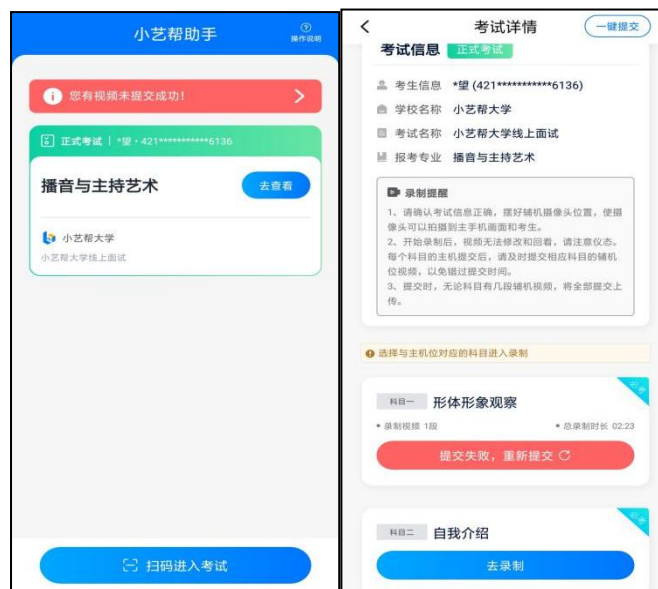 小艺帮助手
操作说明
您有视频未提交成功!
正式考试 | *望 · 421***********6136
播音与主持艺术
去查看
小艺帮大学
小艺帮大学线上面试
扫码进入考试
考试详情
一键提交
考试信息 正式考试
考生信息 *望 (421***********6136)
学校名称 小艺帮大学
考试名称 小艺帮大学线上面试
报考专业 播音与主持艺术
录制提醒
1、请确认考试信息正确,摆好辅机摄像头位置,使摄
像头可以拍摄到主手机画面和考生。
2、开始录制后,视频无法修改和回看,请注意仪态。
每个科目的主机提交后,请及时提交相应科目的辅机
位视频,以免错过提交时间。
3、提交时,无论科目有几段辅机视频,将全部提交上
传。
选择与主机位对应的科目进入录制
科目一 形体形象观察
• 录制视频 1段 • 总录制时长 02:23
提交失败,重新提交
科目二 自我介绍
去录制